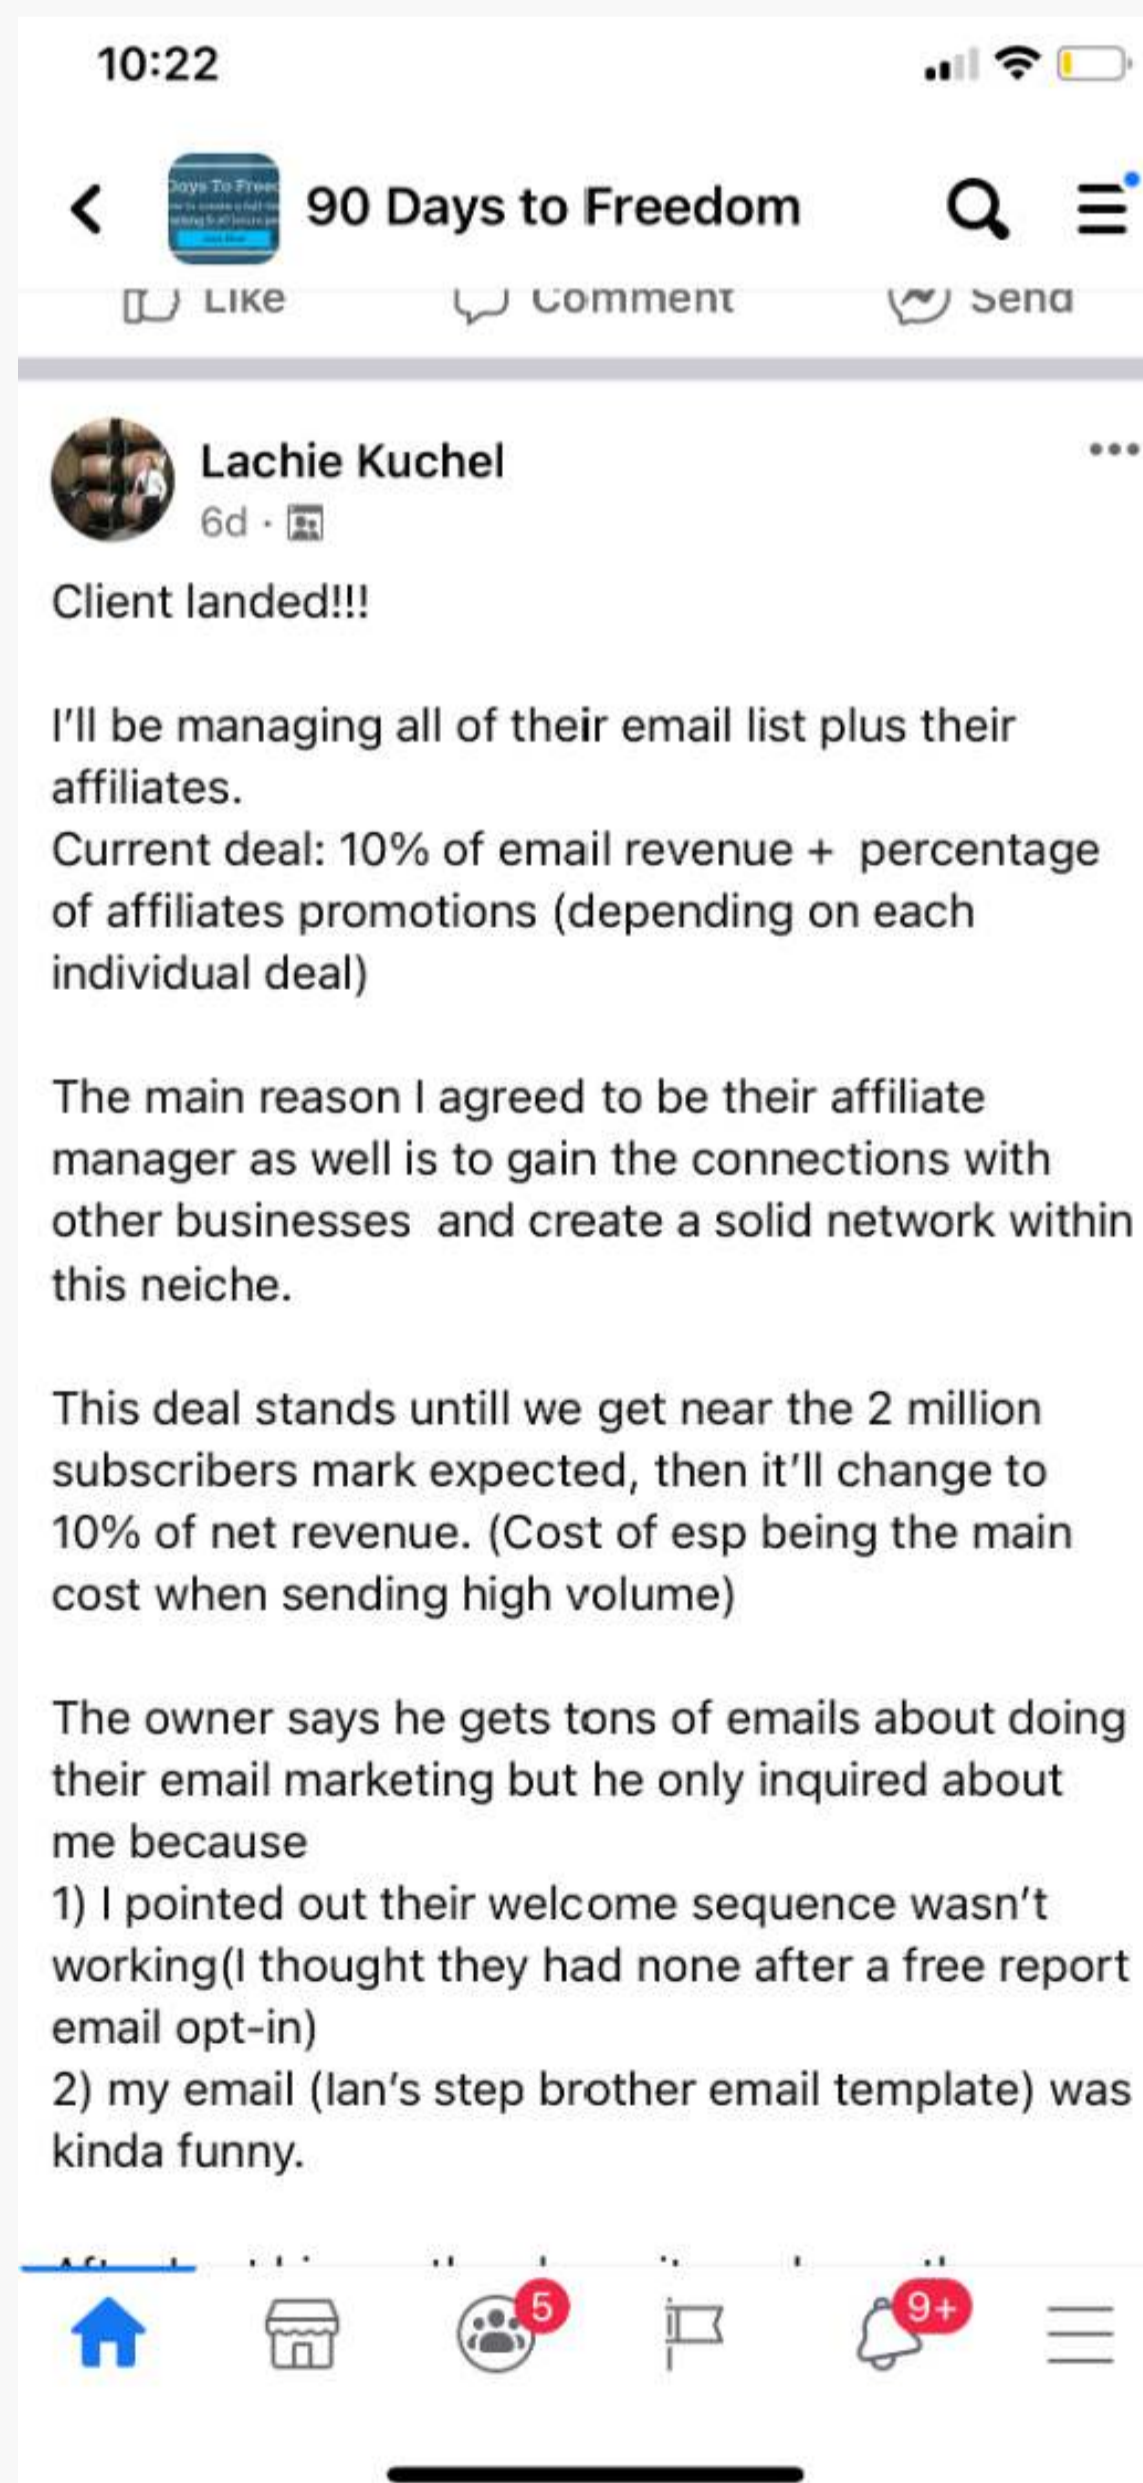 10:22
Days To Freed
90 Days to Freedom
Like
Comment
Send
Lachie Kuchel
6d ·
Client landed!!!
I'll be managing all of their email list plus their
affiliates.
Current deal: 10% of email revenue + percentage
of affiliates promotions (depending on each
individual deal)
The main reason I agreed to be their affiliate
manager as well is to gain the connections with
other businesses and create a solid network within
this neiche.
This deal stands untill we get near the 2 million
subscribers mark expected, then it'll change to
10% of net revenue. (Cost of esp being the main
cost when sending high volume)
The owner says he gets tons of emails about doing
their email marketing but he only inquired about
me because
1) I pointed out their welcome sequence wasn't
working(I thought they had none after a free report
email opt-in)
2) my email (Ian's step brother email template) was
kinda funny.
5
9+